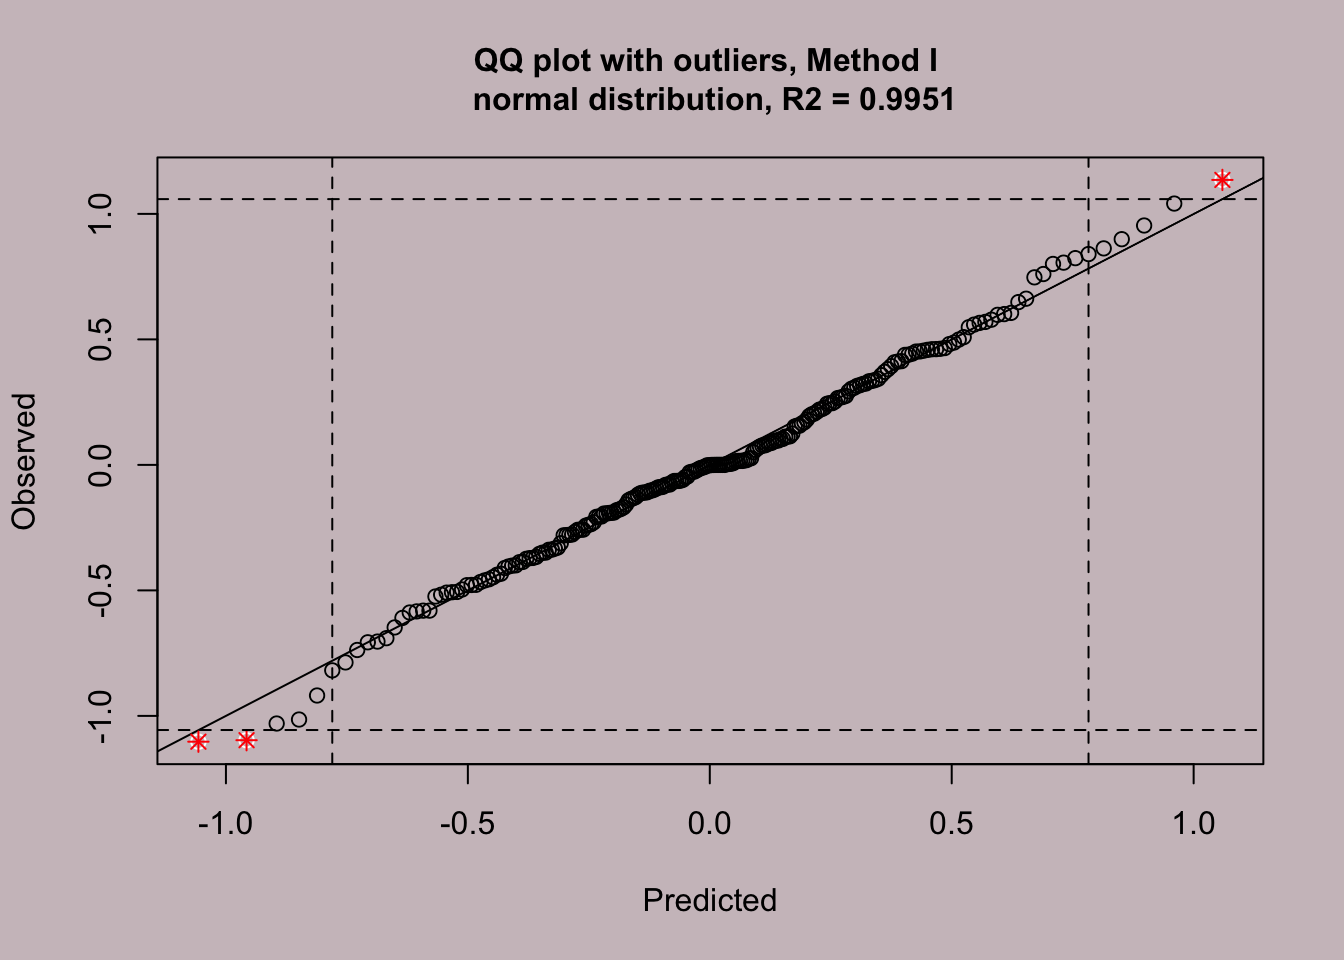 QQ plot with outliers, Method I
normal distribution, R2 = 0.9951
Observed
1.0
0.5
0.0
-0.5
-1.0
-1.0 -0.5 0.0 0.5 1.0
Predicted